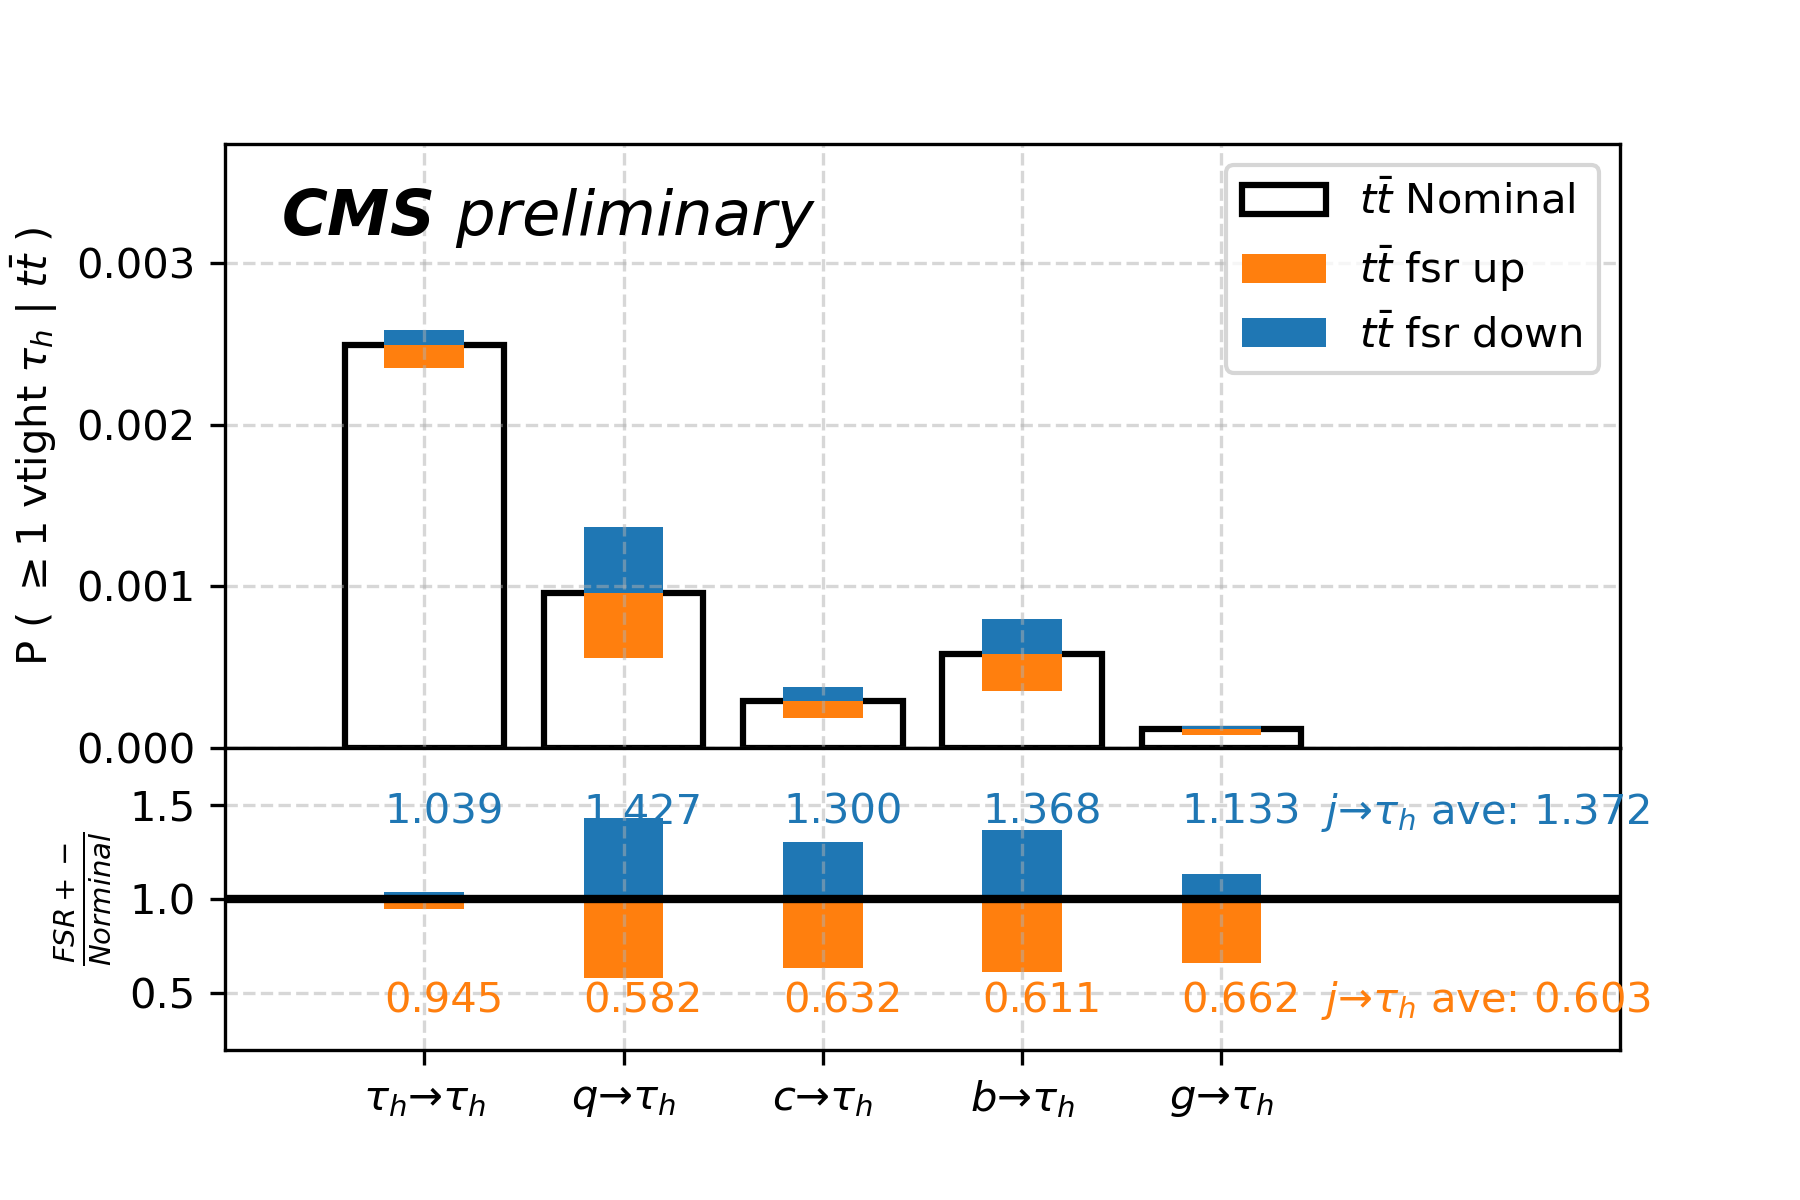 CMS preliminary
tt̄ Nominal
tt̄ fsr up
tt̄ fsr down
P ( ≥ 1 vtight τ_h | tt̄ )
0.003
0.002
0.001
0.000
1.5
1.0
0.5
FSR + −
Norminal
1.039 1.427 1.300 1.368 1.133 j→τ_h ave: 1.372
0.945 0.582 0.632 0.611 0.662 j→τ_h ave: 0.603
τ_h→τ_h q→τ_h c→τ_h b→τ_h g→τ_h